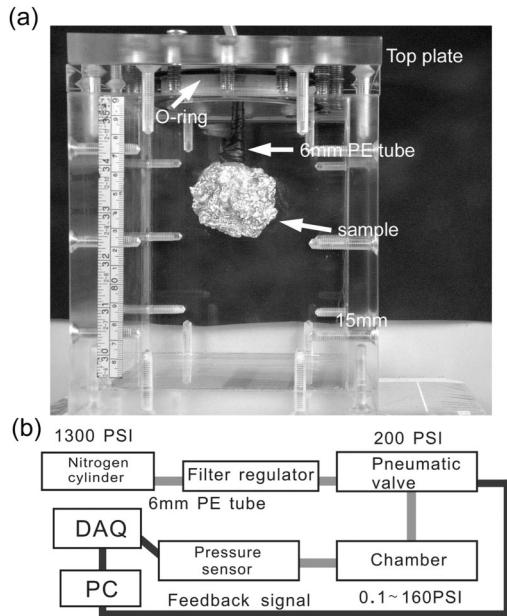 (a)
Top plate
O-ring
6mm PE tube
sample
15mm
(b)
1300 PSI
200 PSI
Nitrogen
cylinder
Filter regulator
Pneumatic
valve
6mm PE tube
DAQ
Pressure
sensor
Chamber
PC
Feedback signal
0.1~160PSI